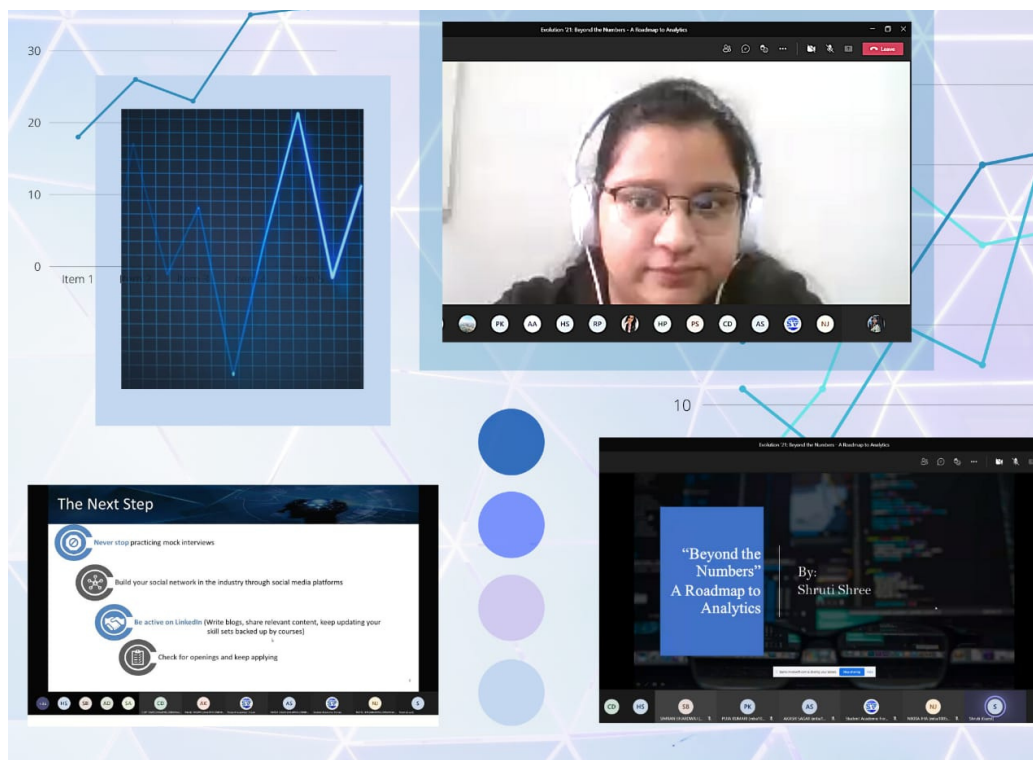 30
20
10
0
Item 1
Evolution '21: Beyond the Numbers - A Roadmap to Analytics
Leave
PK
AA
HS
RP
HP
PS
CD
AS
NJ
10
The Next Step
Never stop practicing mock interviews
Build your social network in the industry through social media platforms
Be active on LinkedIn (Write blogs, share relevant content, keep updating your
skill sets backed up by courses)
Check for openings and keep applying
HS
SB
AD
SA
CD
AK
AS
NJ
S
Evolution '21: Beyond the Numbers - A Roadmap to Analytics
“Beyond the
Numbers”
A Roadmap to
Analytics
By:
Shruti Shree
CD
HS
SB
PK
AS
NJ
S